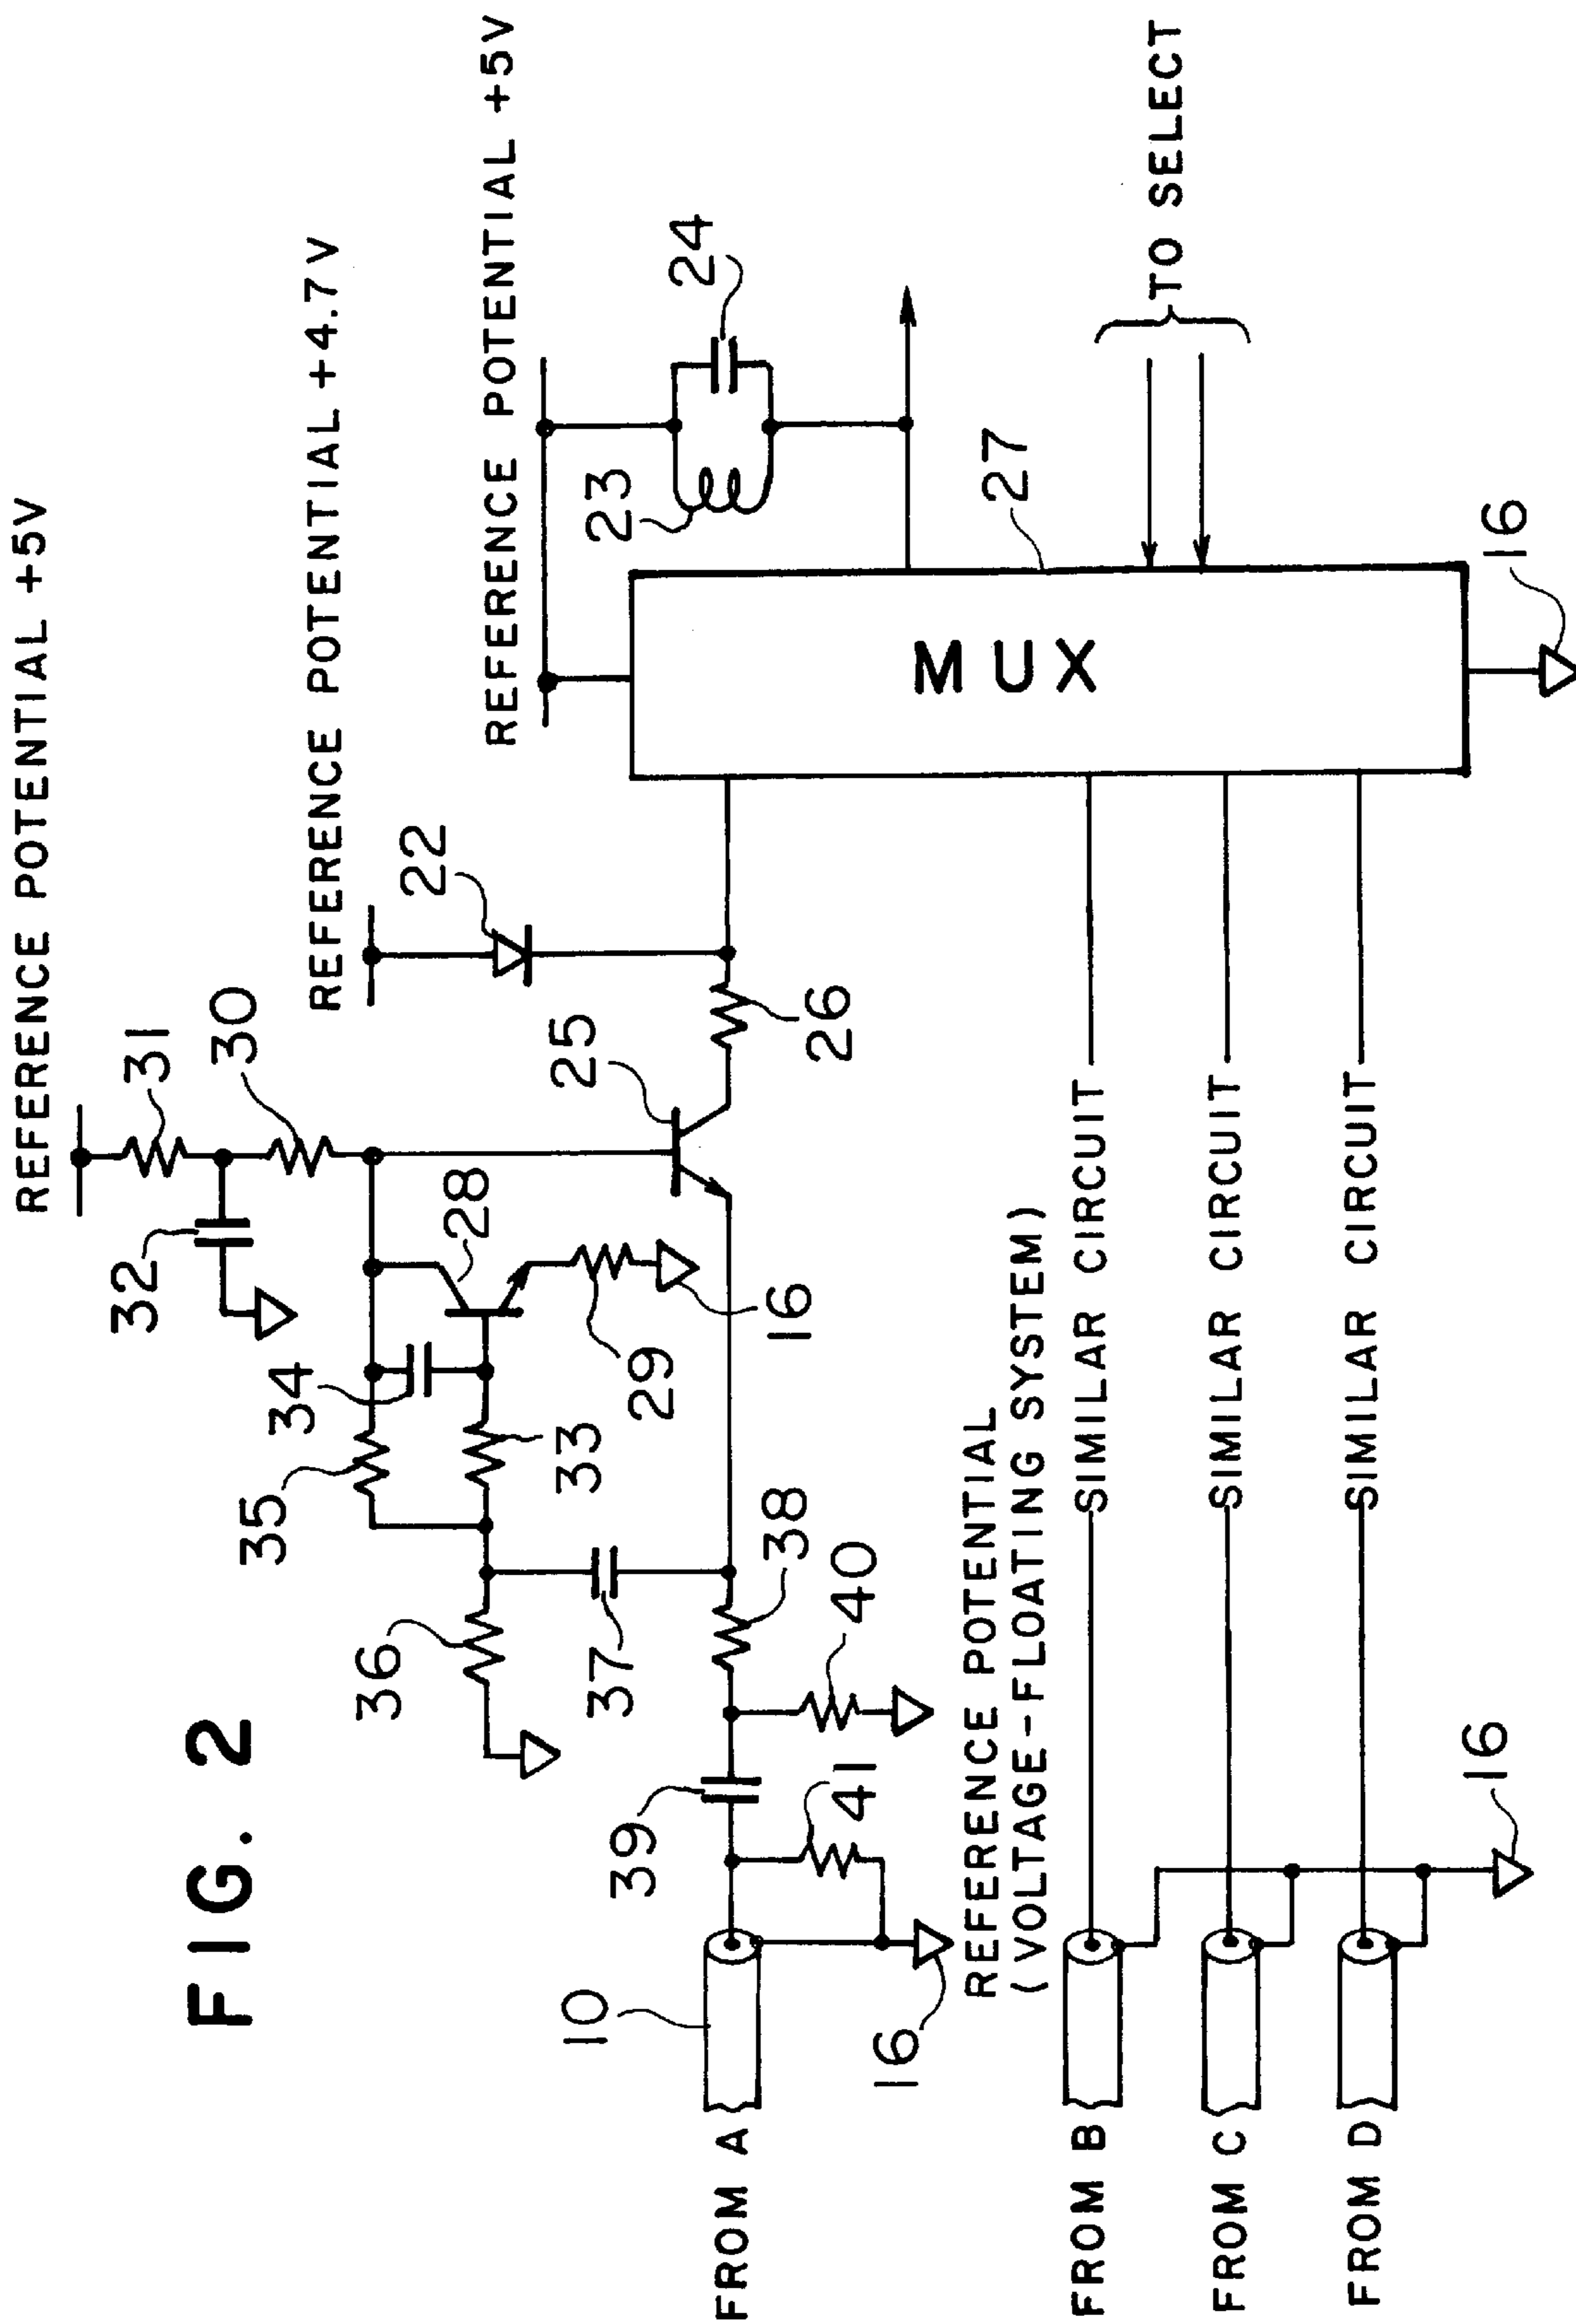 FIG. 2
REFERENCE POTENTIAL +5V
REFERENCE POTENTIAL +4.7V
REFERENCE POTENTIAL +5V
31
32
30
22
24
23
34
35
28
25
29
16
33
36
37
38
26
27
MUX
TO SELECT
39
40
41
10
16
FROM A
REFERENCE POTENTIAL
(VOLTAGE-FLOATING SYSTEM)
FROM B
SIMILAR CIRCUIT
FROM C
SIMILAR CIRCUIT
FROM D
SIMILAR CIRCUIT
16
16